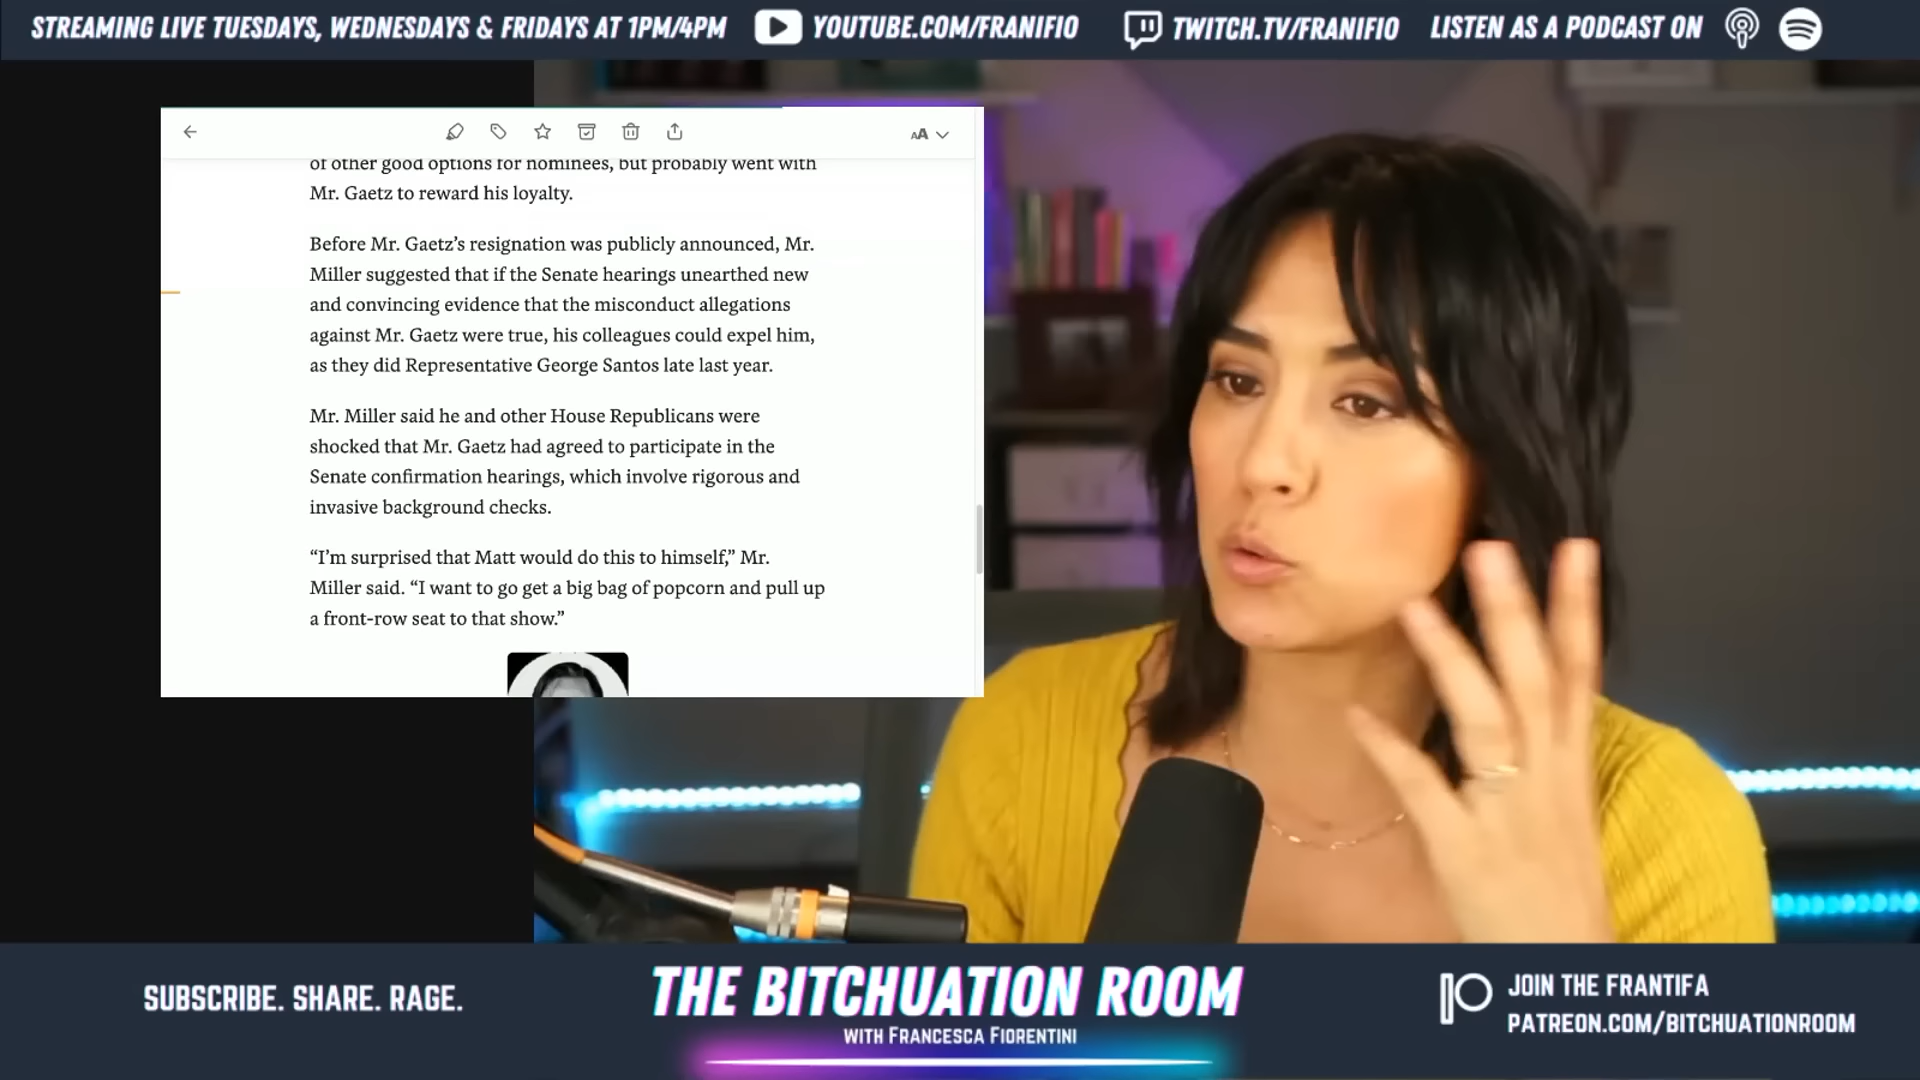 STREAMING LIVE TUESDAYS, WEDNESDAYS & FRIDAYS AT 1PM/4PM
YOUTUBE.COM/FRANIFIO
TWITCH.TV/FRANIFIO
LISTEN AS A PODCAST ON
AA
of other good options for nominees, but probably went with
Mr. Gaetz to reward his loyalty.
Before Mr. Gaetz’s resignation was publicly announced, Mr.
Miller suggested that if the Senate hearings unearthed new
and convincing evidence that the misconduct allegations
against Mr. Gaetz were true, his colleagues could expel him,
as they did Representative George Santos late last year.
Mr. Miller said he and other House Republicans were
shocked that Mr. Gaetz had agreed to participate in the
Senate confirmation hearings, which involve rigorous and
invasive background checks.
“I’m surprised that Matt would do this to himself,” Mr.
Miller said. “I want to go get a big bag of popcorn and pull up
a front-row seat to that show.”
SUBSCRIBE. SHARE. RAGE.
THE BITCHUATION ROOM
WITH FRANCESCA FIORENTINI
JOIN THE FRANTIFA
PATREON.COM/BITCHUATIONROOM